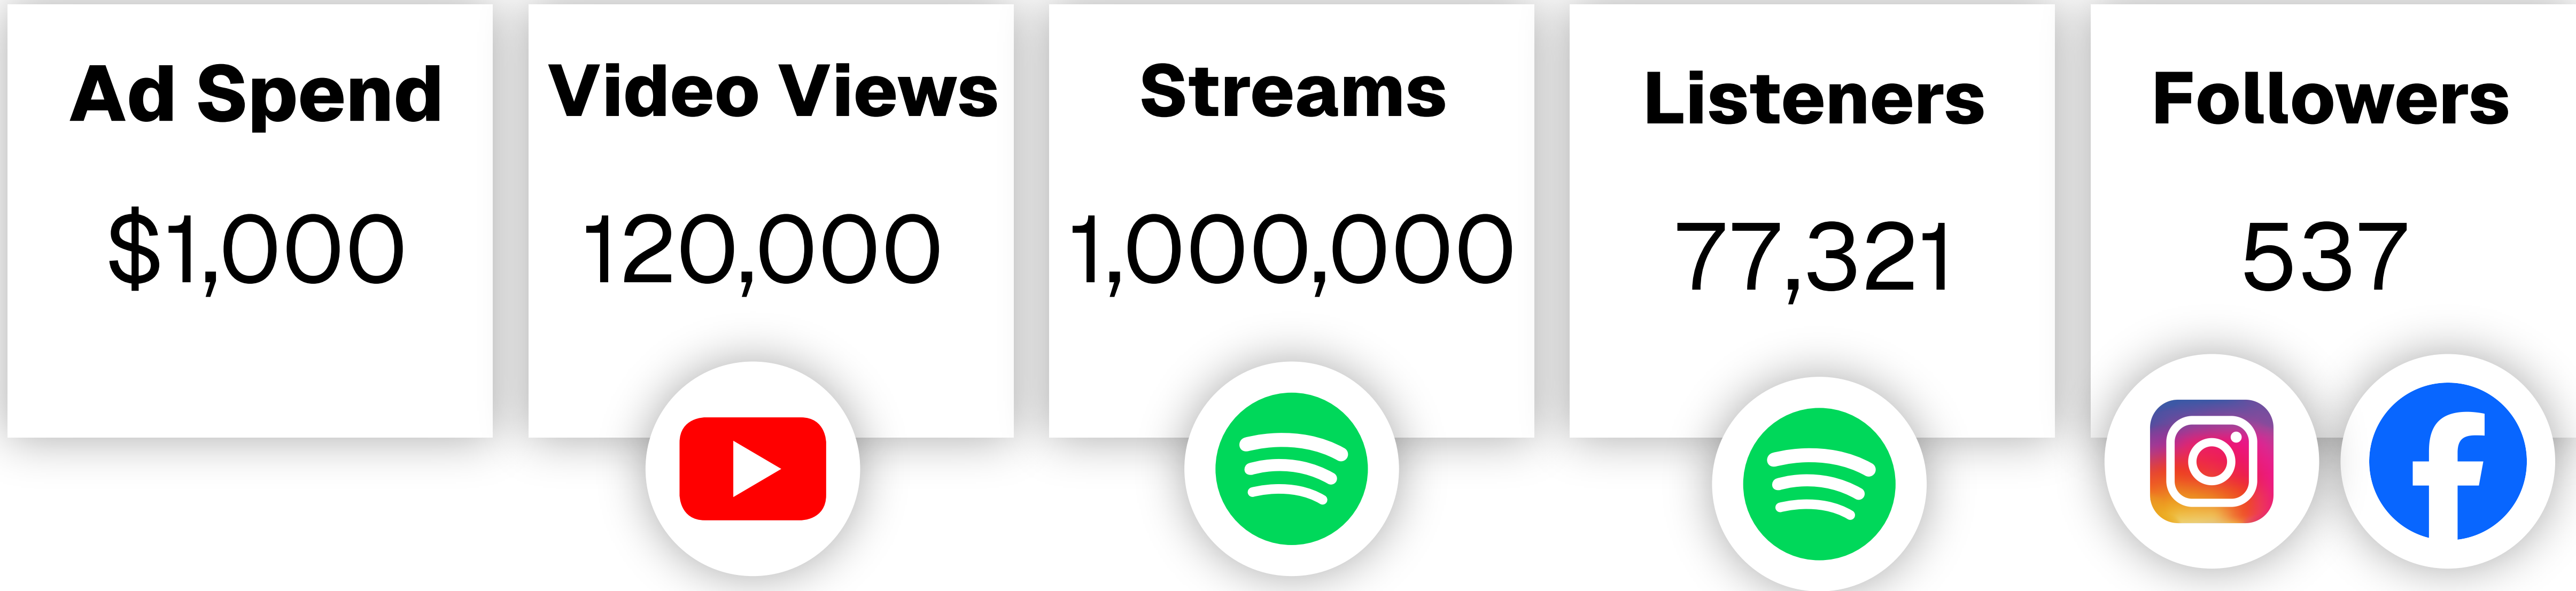 Ad Spend
$1,000
Video Views
120,000
Streams
1,000,000
Listeners
77,321
Followers
537